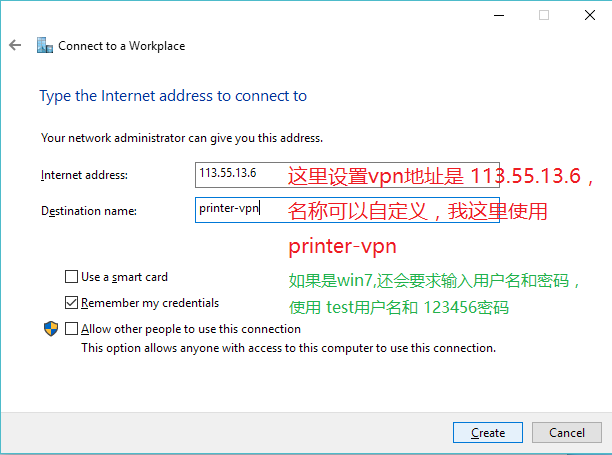 Connect to a Workplace
Type the Internet address to connect to
Your network administrator can give you this address.
Internet address:
113.55.13.6
这里设置vpn地址是 113.55.13.6，
Destination name:
printer-vpn
名称可以自定义，我这里使用
printer-vpn
Use a smart card
如果是win7,还会要求输入用户名和密码，
Remember my credentials
使用 test用户名和 123456密码
Allow other people to use this connection
This option allows anyone with access to this computer to use this connection.
Create
Cancel